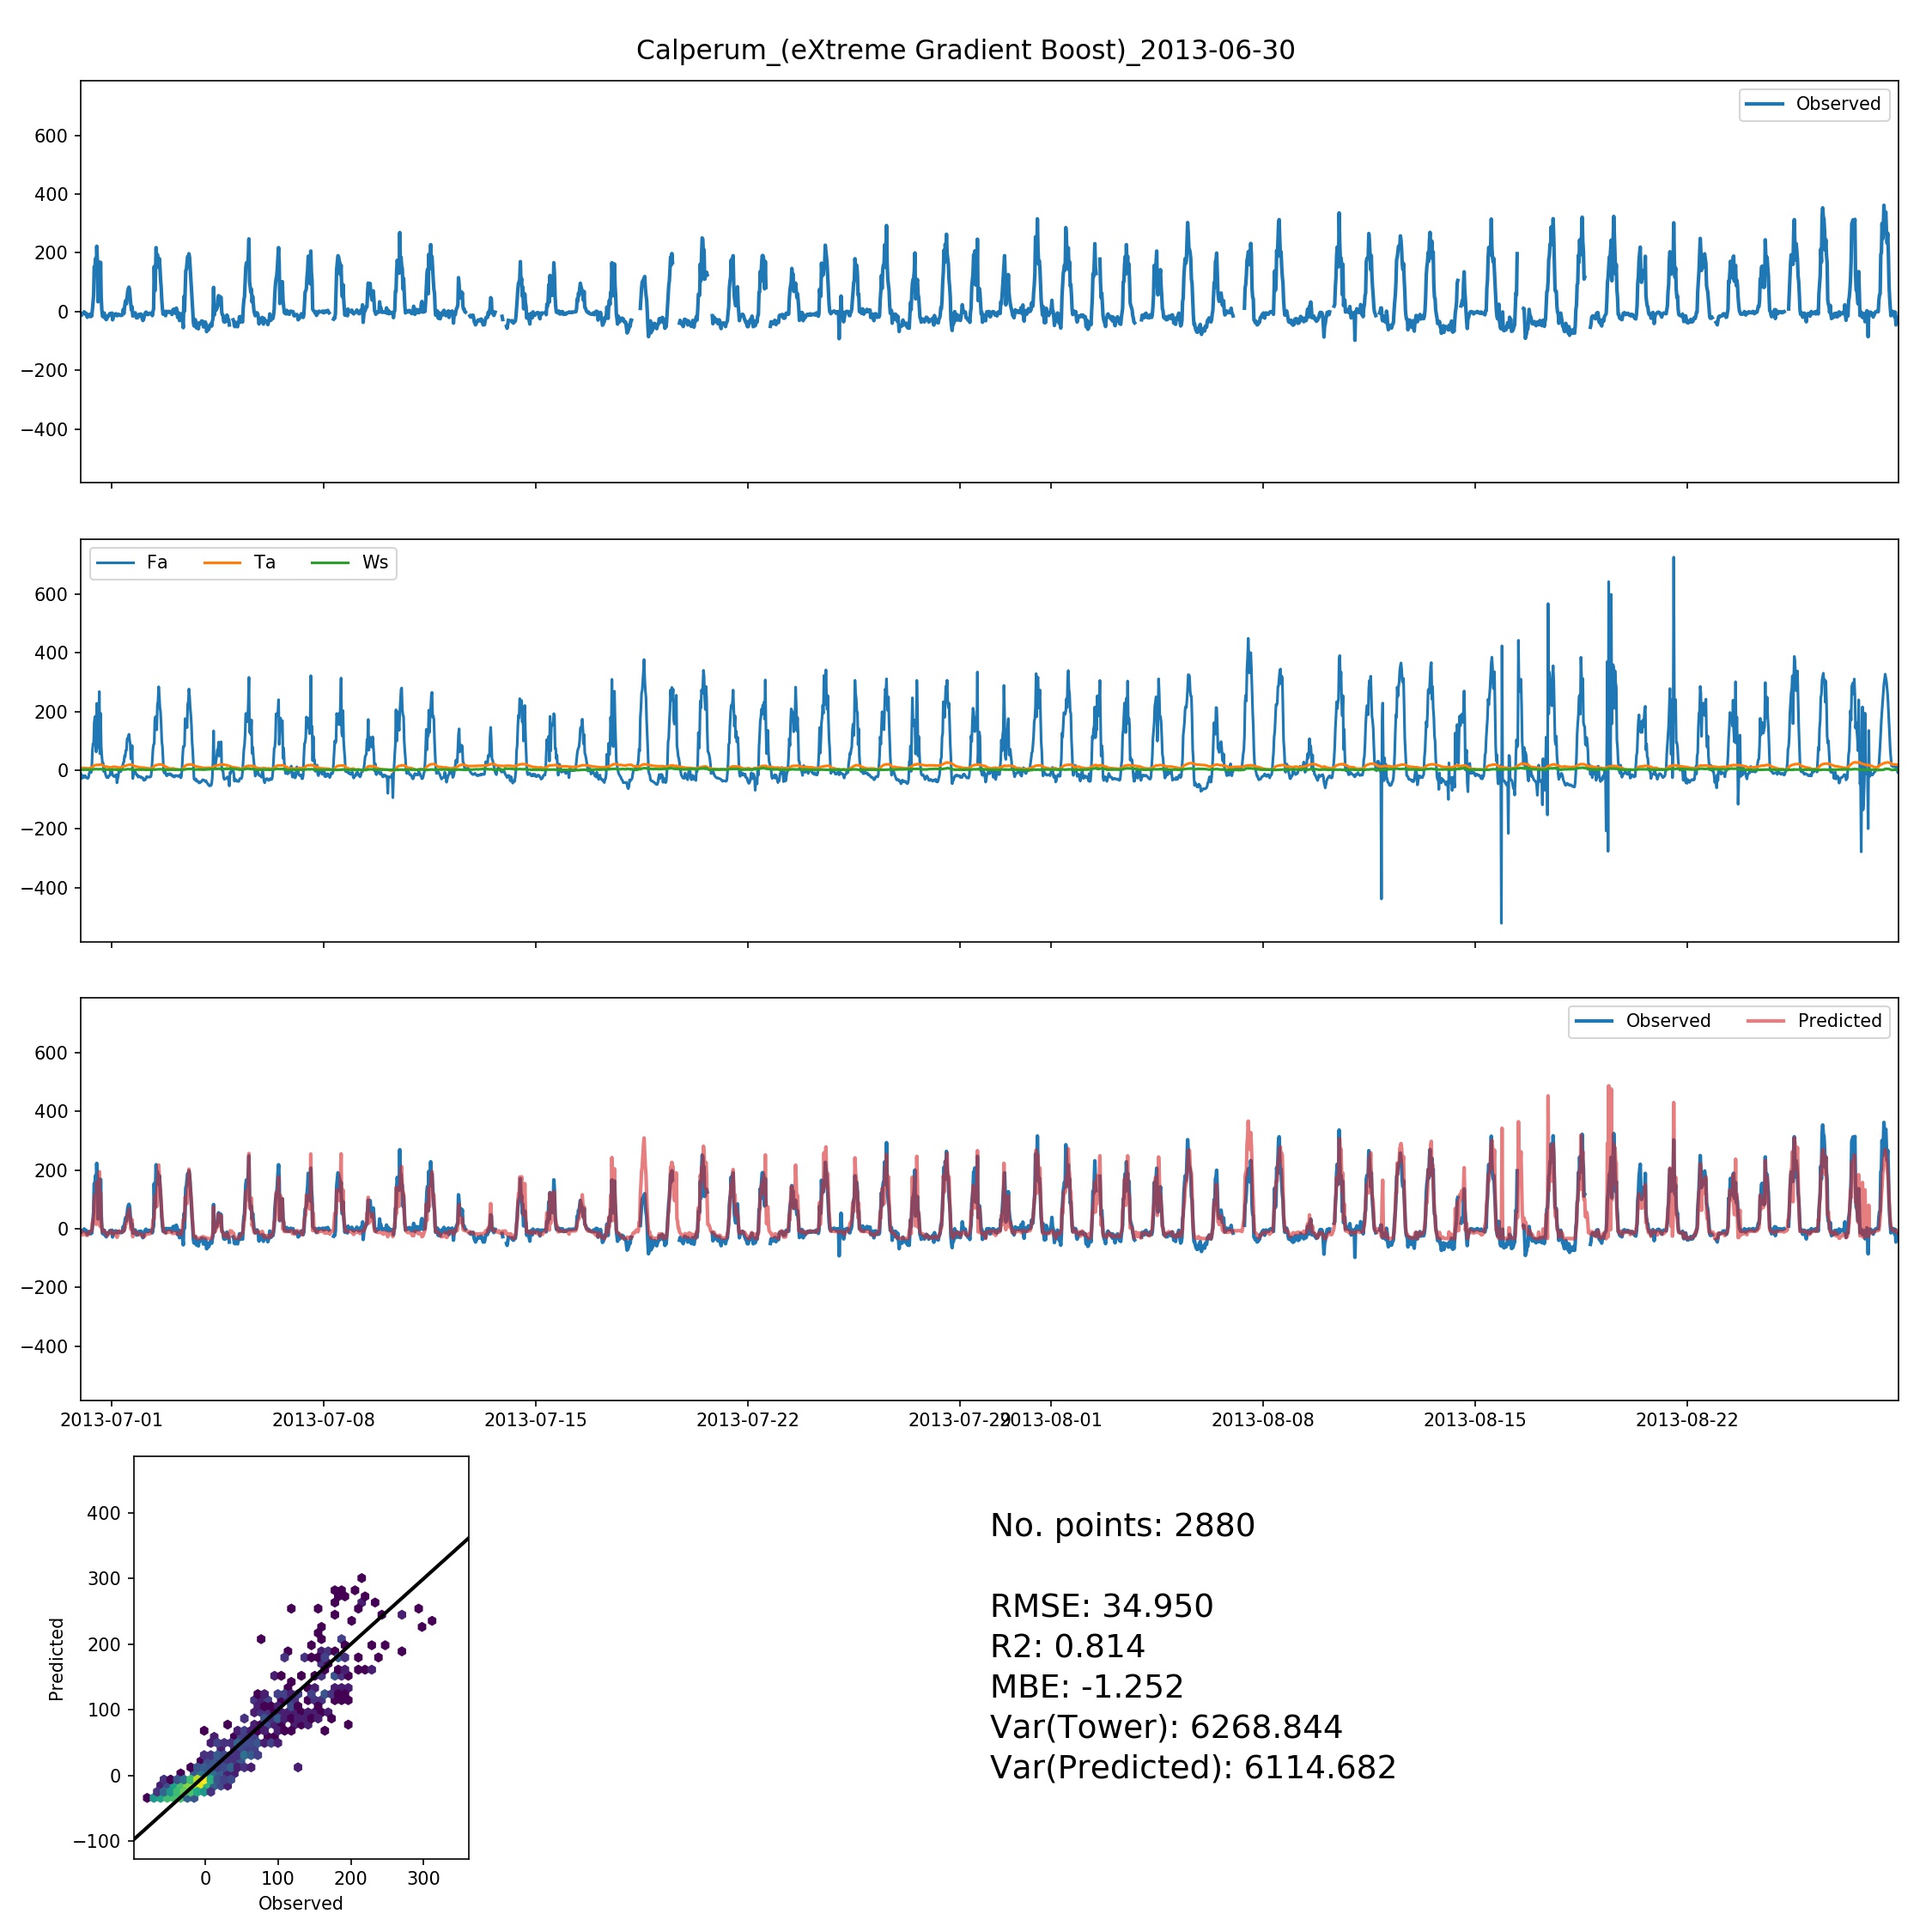 Calperum_(eXtreme Gradient Boost)_2013-06-30
Observed
600
400
200
0
−200
−400
Fa Ta Ws
600
400
200
0
−200
−400
Observed Predicted
600
400
200
0
−200
−400
2013-07-01 2013-07-08 2013-07-15 2013-07-22 2013-07-29 2013-08-01 2013-08-08 2013-08-15 2013-08-22
400
300
200
100
0
−100
Predicted
0 100 200 300
Observed
No. points: 2880
RMSE: 34.950
R2: 0.814
MBE: -1.252
Var(Tower): 6268.844
Var(Predicted): 6114.682